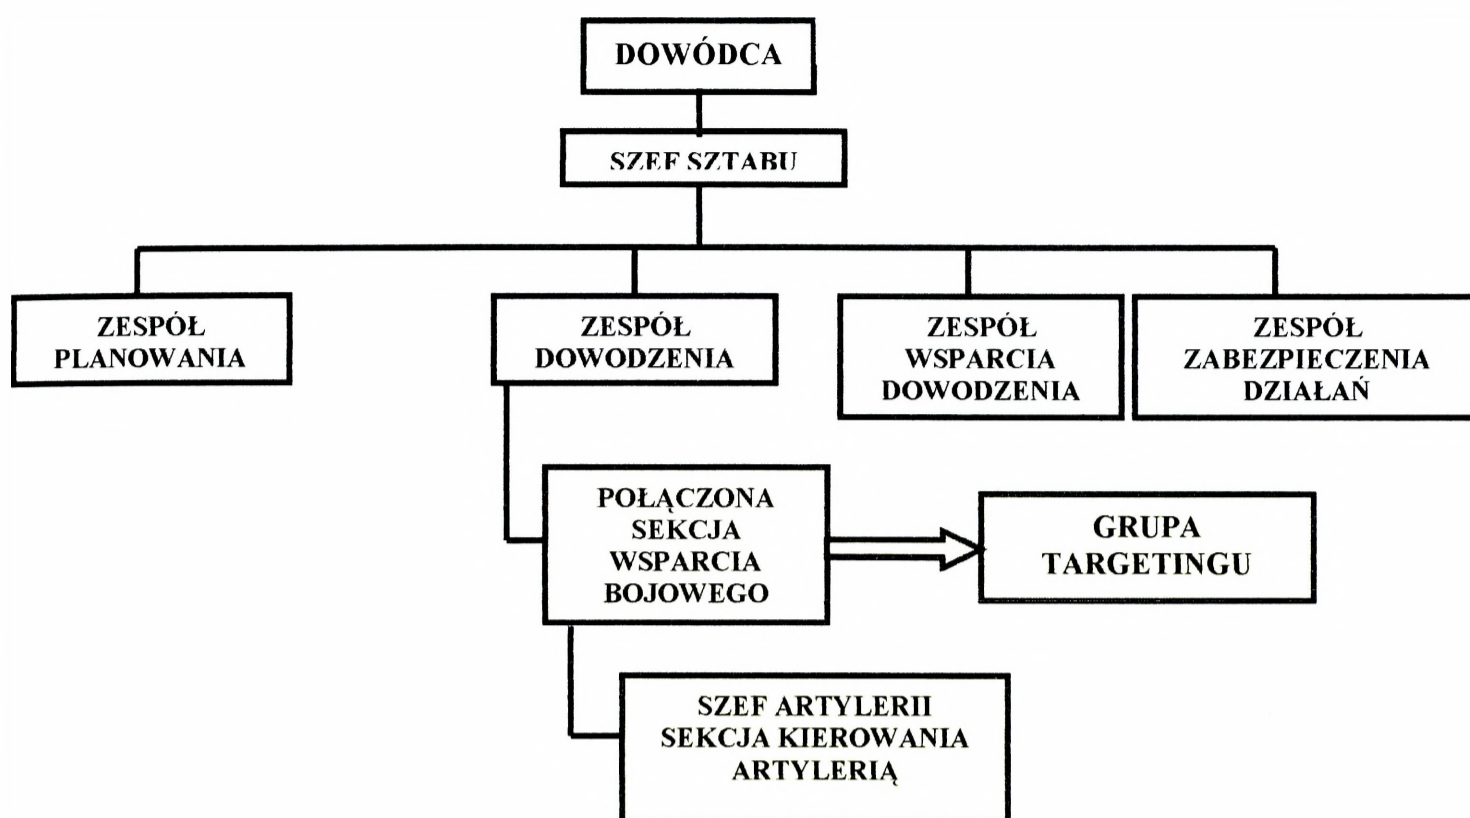 DOWÓDCA
SZEF SZTABU
ZESPÓŁ
PLANOWANIA
ZESPÓŁ
DOWODZENIA
ZESPÓŁ
WSPARCIA
DOWODZENIA
ZESPÓŁ
ZABEZPIECZENIA
DZIAŁAŃ
POŁĄCZONA
SEKCJA
WSPARCIA
BOJOWEGO
GRUPA
TARGETINGU
SZEF ARTYLERII
SEKCJA KIEROWANIA
ARTYLERIĄ